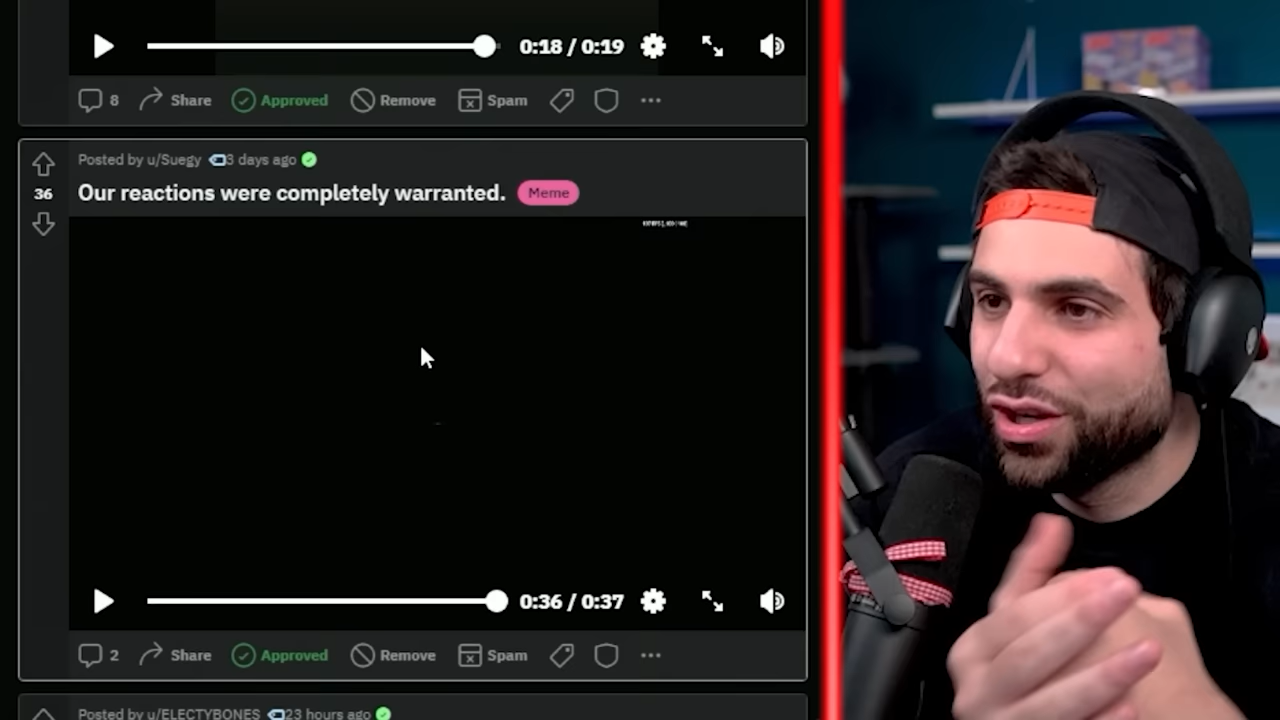 0:18 / 0:19
8 Share Approved Remove Spam
Posted by u/Suegy 3 days ago
36
Our reactions were completely warranted. Meme
0:36 / 0:37
2 Share Approved Remove Spam
Posted by u/ELECTYBONES 23 hours ago